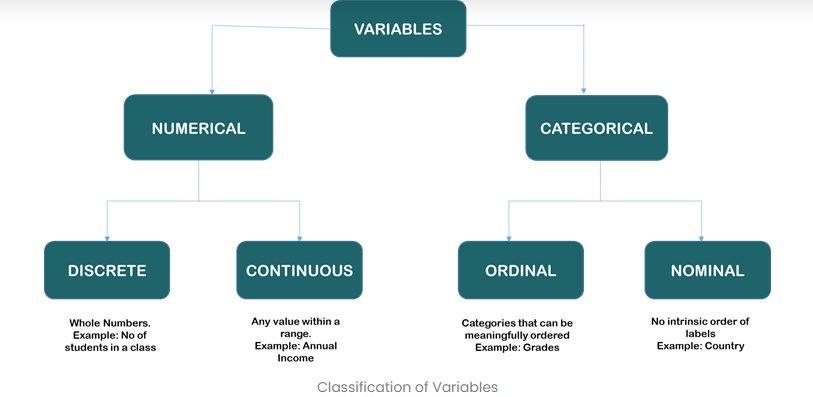 VARIABLES
NUMERICAL
CATEGORICAL
DISCRETE
CONTINUOUS
ORDINAL
NOMINAL
Whole Numbers.
Example: No of
students in a class
Any value within a
range.
Example: Annual
Income
Categories that can be
meaningfully ordered
Example: Grades
No intrinsic order of
labels
Example: Country
Classification of Variables